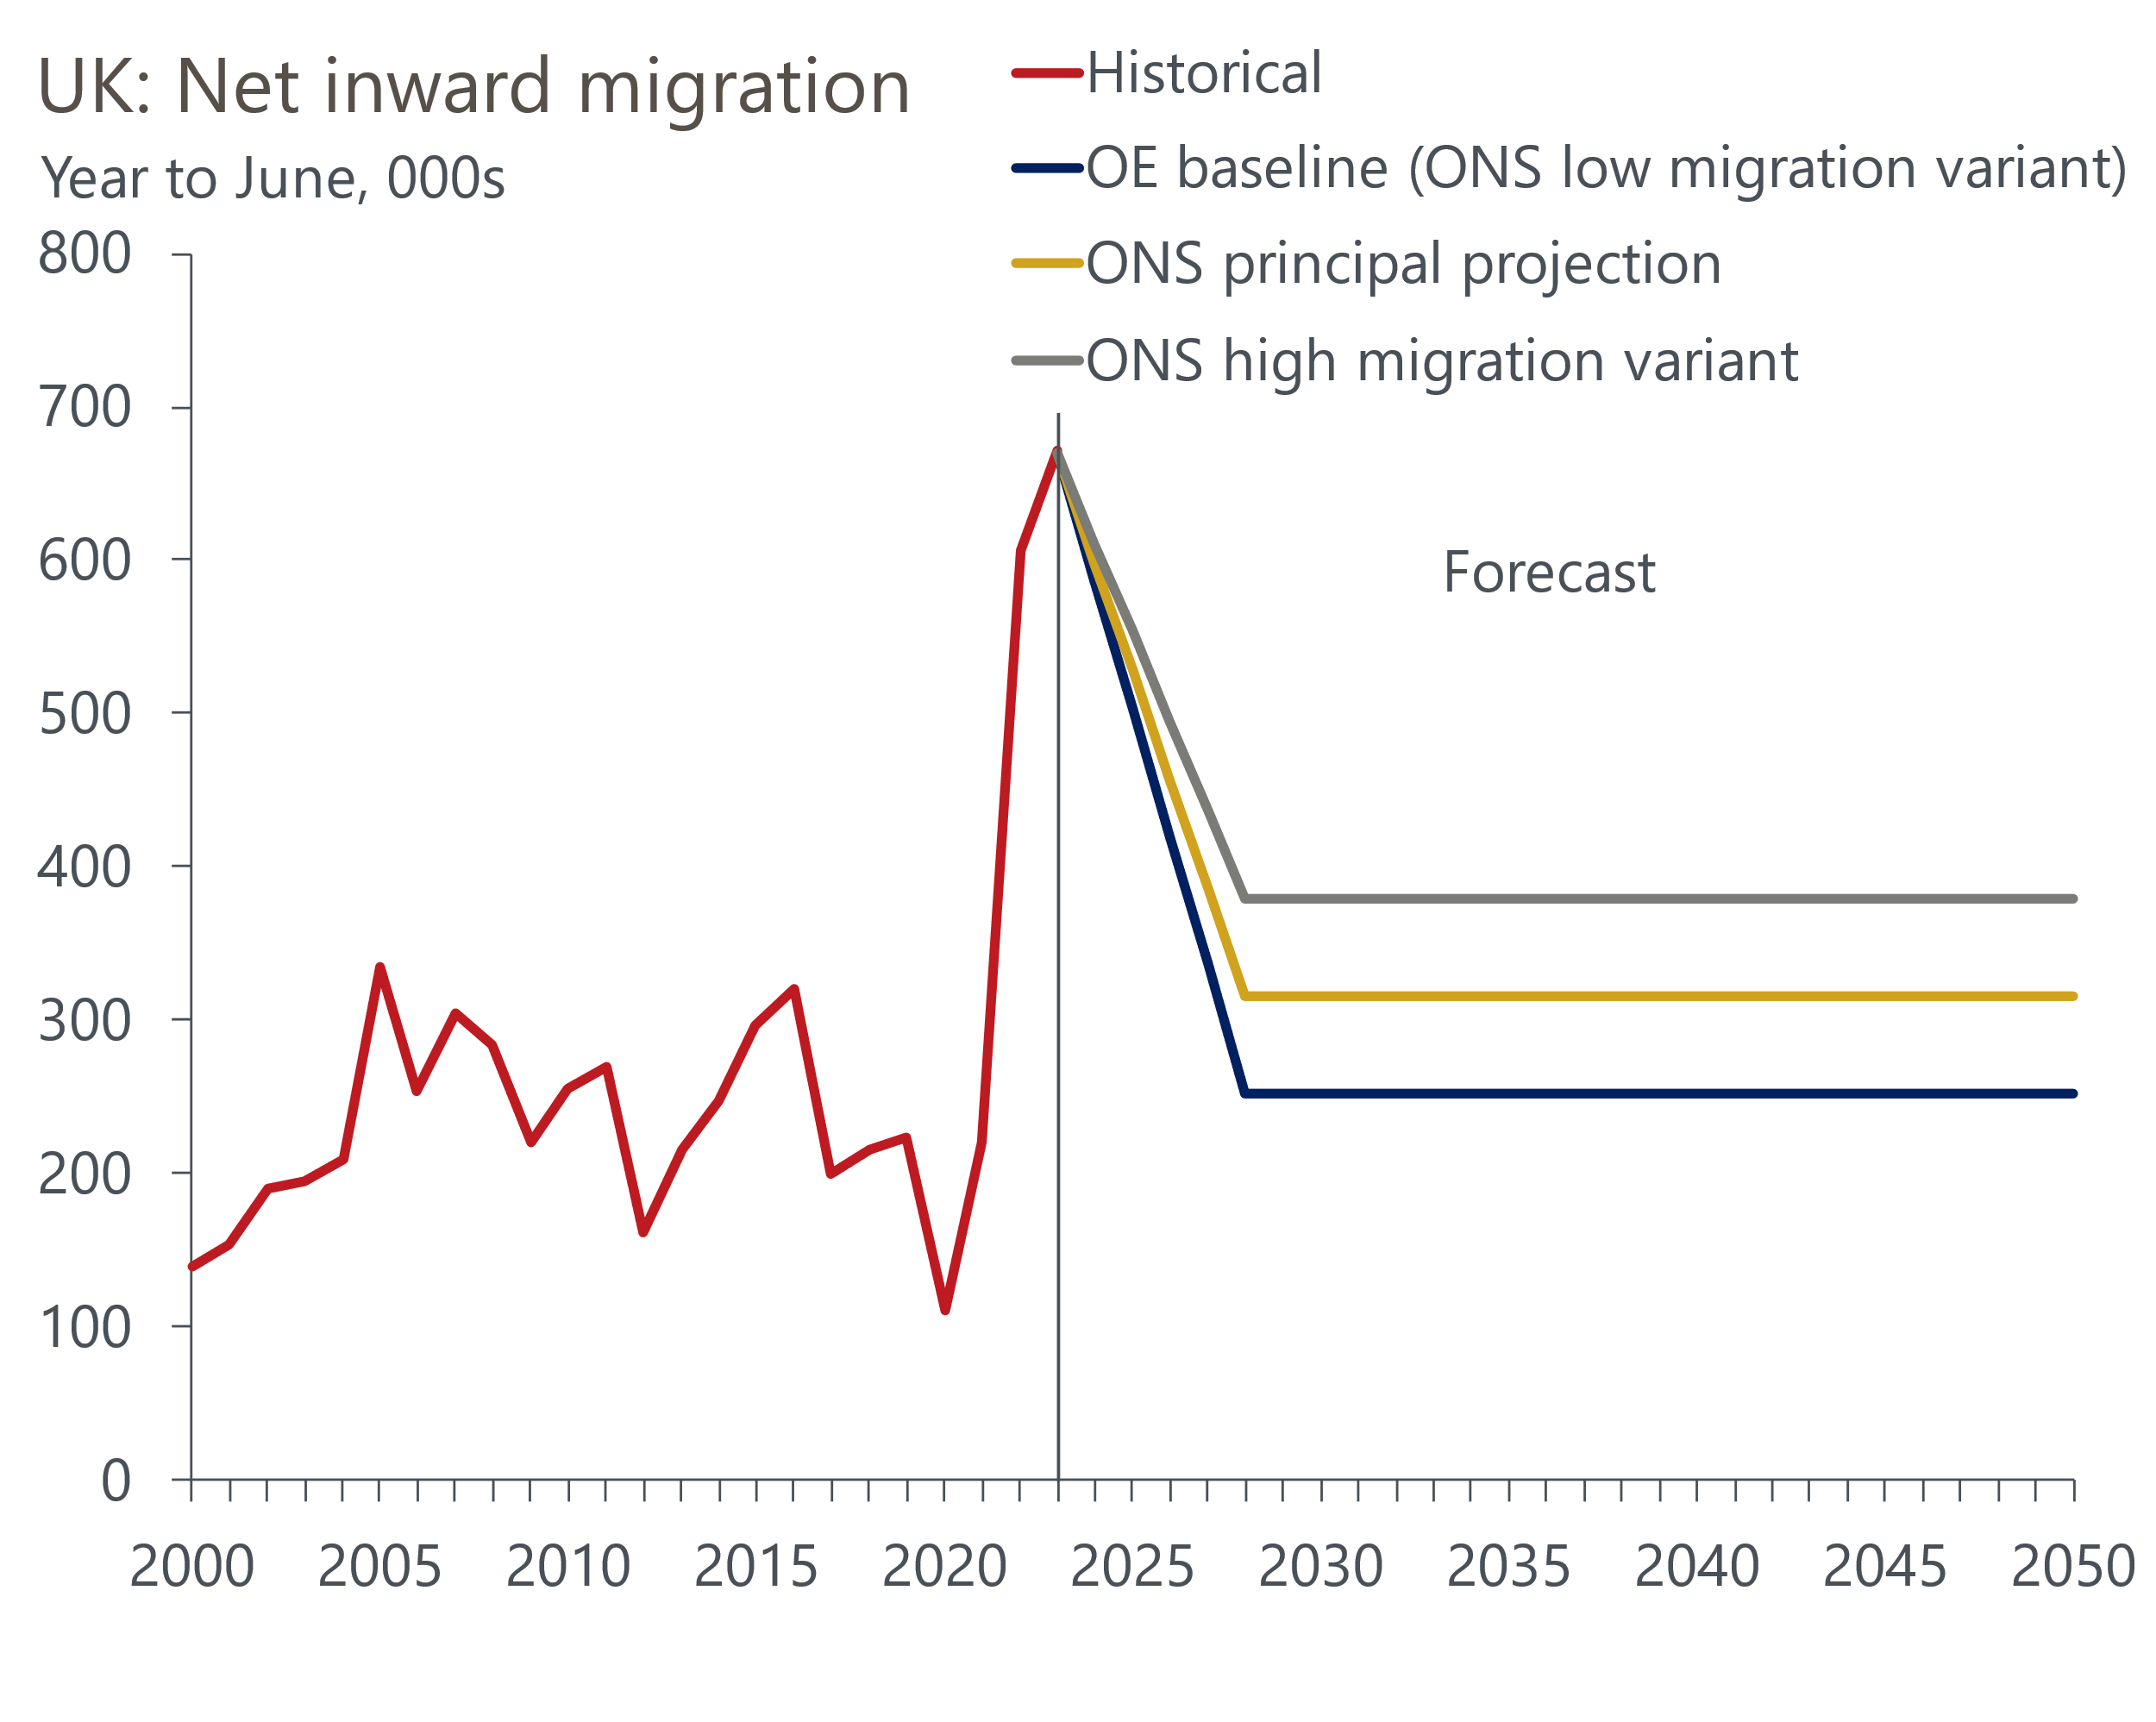 UK: Net inward migration
Year to June, 000s
Historical
OE baseline (ONS low migration variant)
ONS principal projection
ONS high migration variant
Forecast
800
700
600
500
400
300
200
100
0
2000 2005 2010 2015 2020 2025 2030 2035 2040 2045 2050